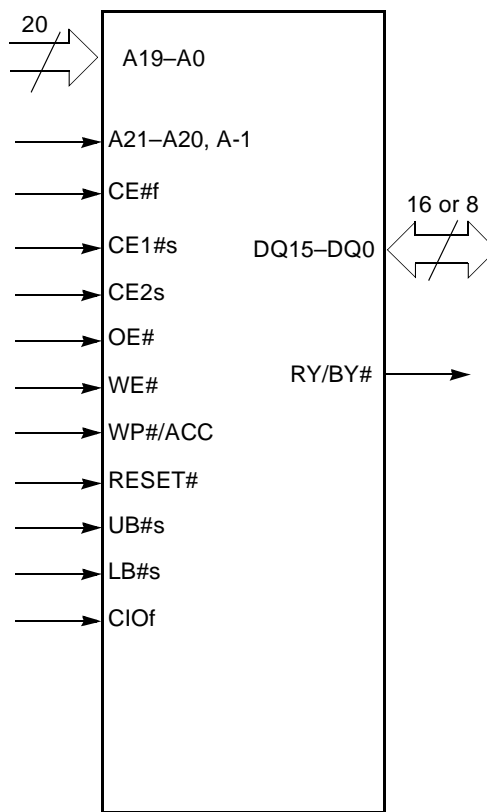 20
A19–A0
A21–A20, A-1
CE#f
CE1#s
CE2s
OE#
WE#
WP#/ACC
RESET#
UB#s
LB#s
CIOf
16 or 8
DQ15–DQ0
RY/BY#